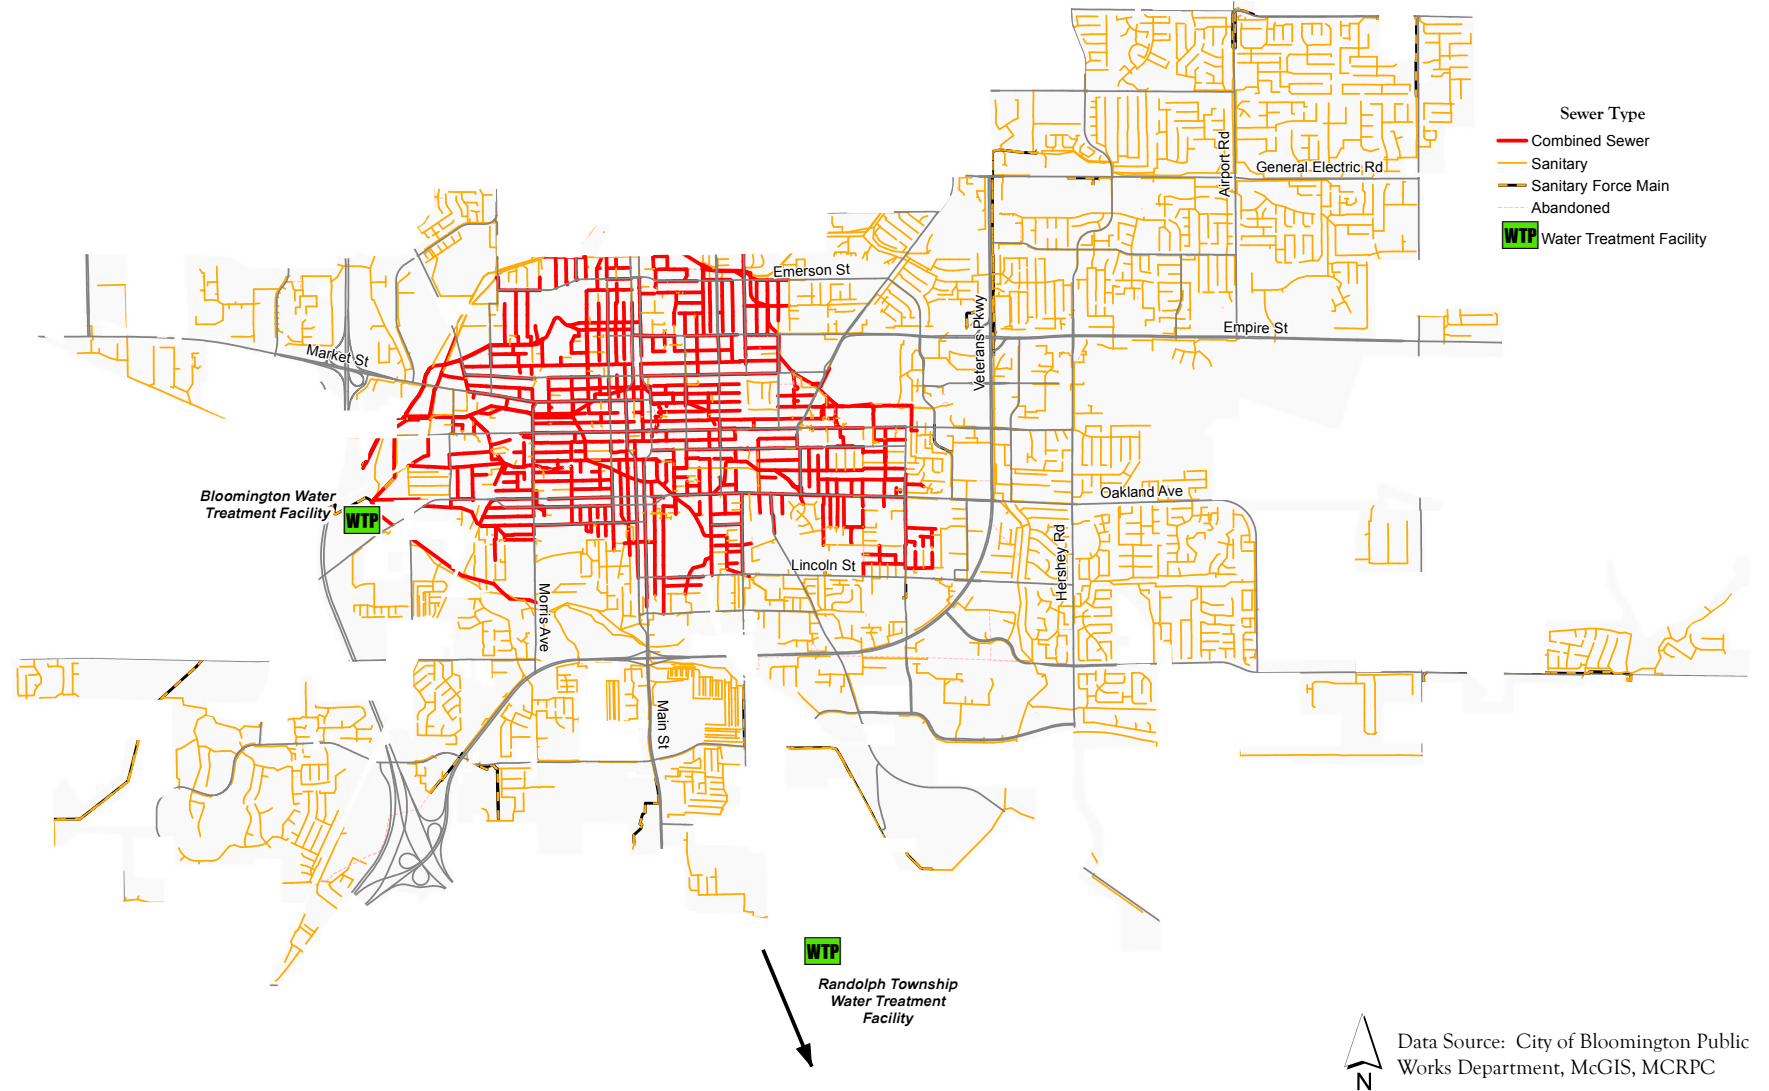 Sewer Type
Combined Sewer
Sanitary
Sanitary Force Main
Abandoned
WTP Water Treatment Facility
Airport Rd
General Electric Rd
Emerson St
Veterans Pkwy
Empire St
Market St
Bloomington Water
Treatment Facility
WTP
Oakland Ave
Hershey Rd
Lincoln St
Morris Ave
Main St
WTP
Randolph Township
Water Treatment
Facility
Data Source: City of Bloomington Public
Works Department, McGIS, MCRPC
N